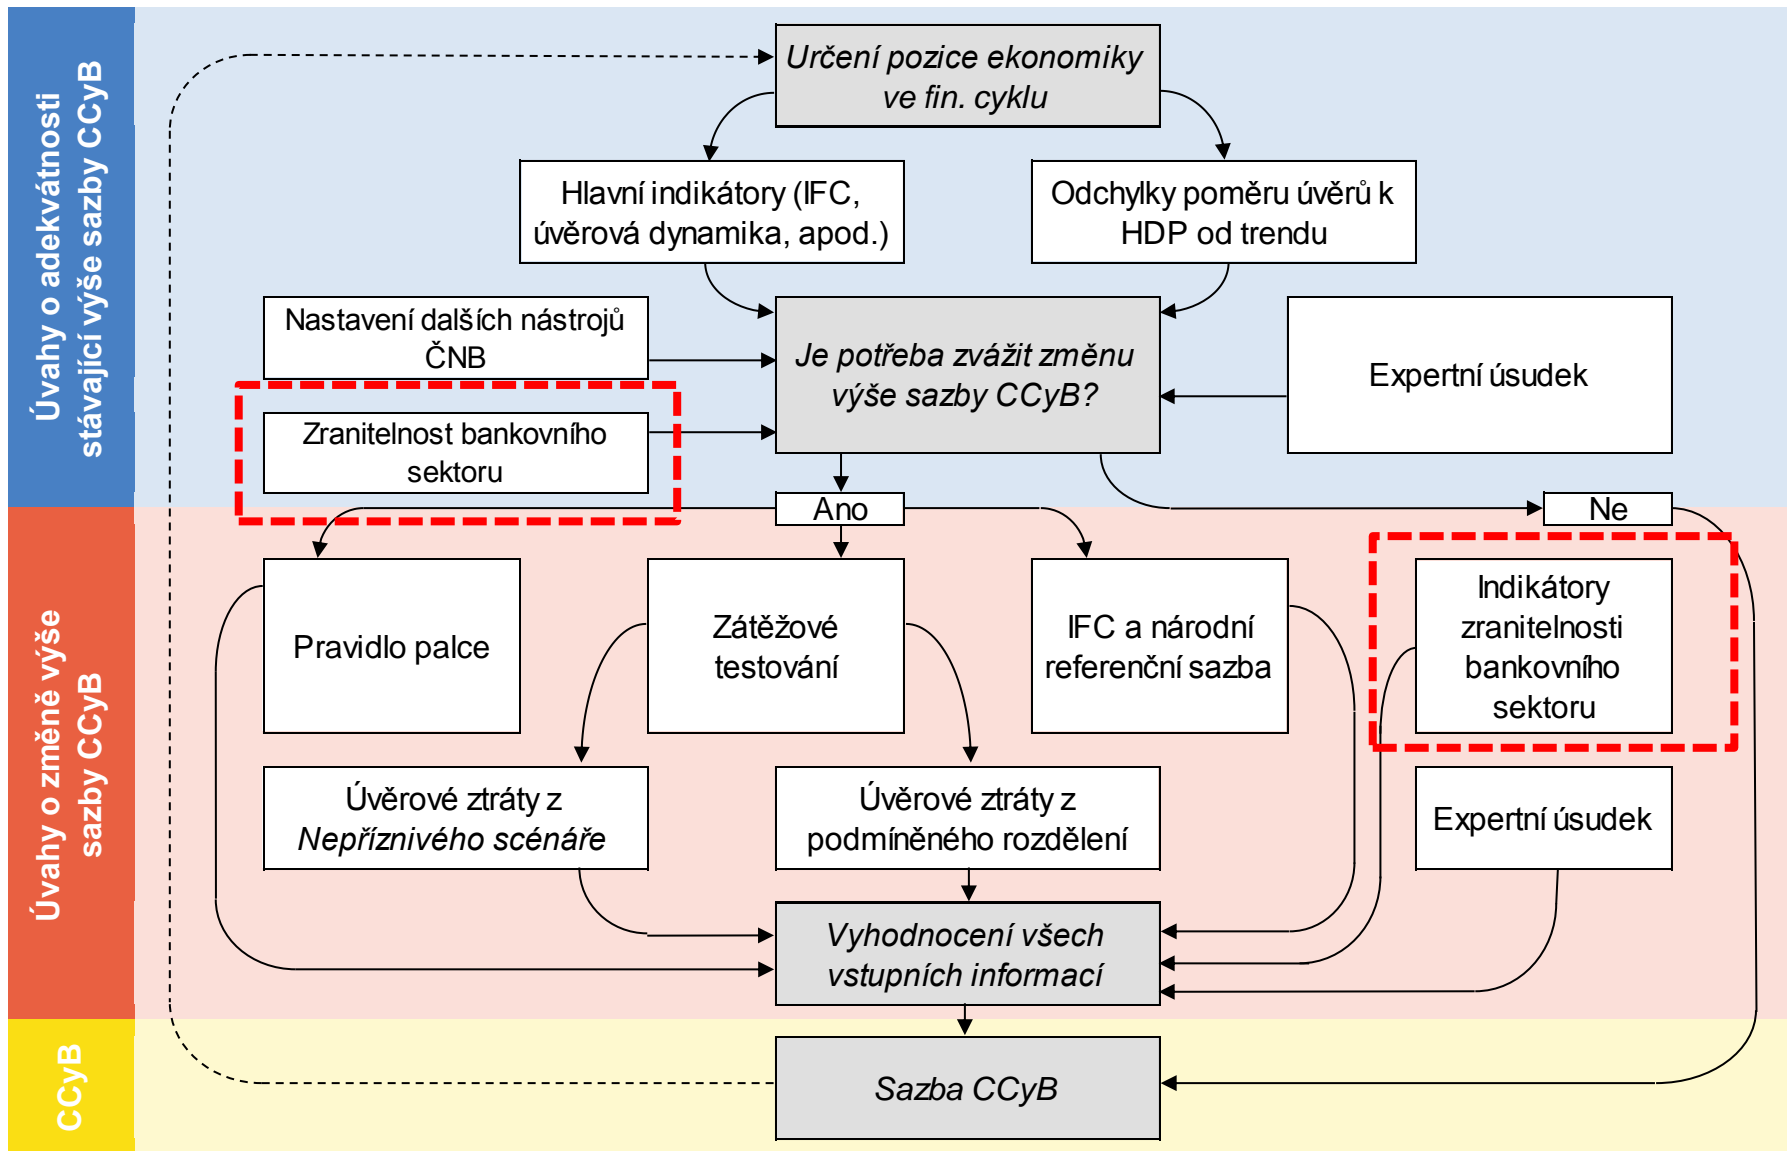 Úvahy o adekvátnosti
stávající výše sazby CCyB
Určení pozice ekonomiky
ve fin. cyklu
Hlavní indikátory (IFC,
úvěrová dynamika, apod.)
Odchylky poměru úvěrů k
HDP od trendu
Nastavení dalších nástrojů
ČNB
Je potřeba zvážit změnu
výše sazby CCyB?
Expertní úsudek
Zranitelnost bankovního
sektoru
Ano
Ne
Úvahy o změně výše
sazby CCyB
Pravidlo palce
Zátěžové
testování
IFC a národní
referenční sazba
Indikátory
zranitelnosti
bankovního
sektoru
Úvěrové ztráty z
Nepříznivého scénáře
Úvěrové ztráty z
podmíněného rozdělení
Expertní úsudek
Vyhodnocení všech
vstupních informací
CCyB
Sazba CCyB